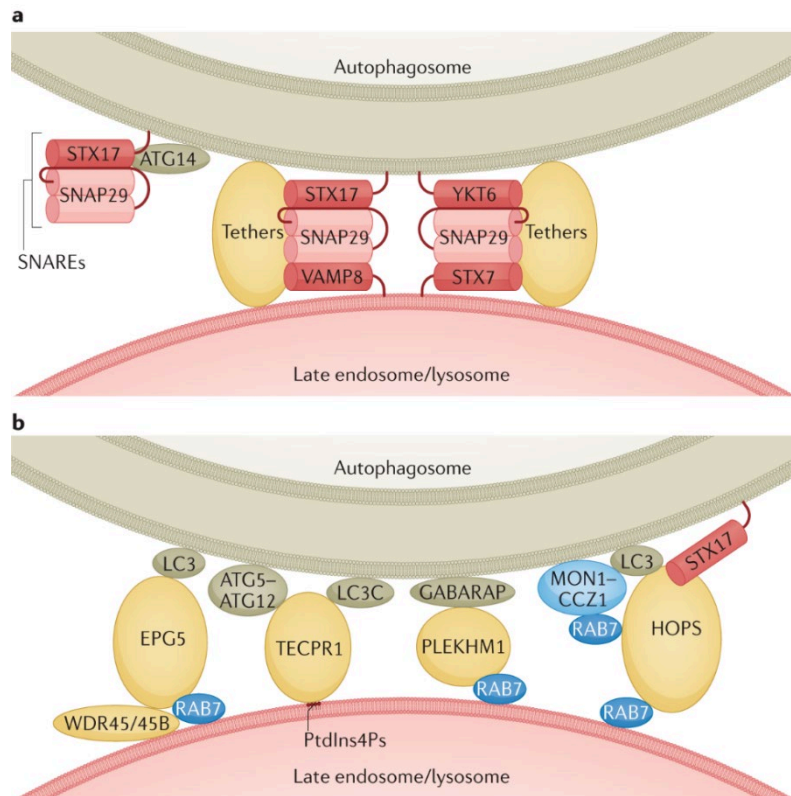 a
Autophagosome
STX17
ATG14
SNAP29
SNAREs
Tethers
STX17
SNAP29
VAMP8
YKT6
SNAP29
STX7
Tethers
Late endosome/lysosome
b
Autophagosome
LC3
EPG5
RAB7
WDR45/45B
ATG5–
ATG12
LC3C
TECPR1
PtdIns4Ps
GABARAP
PLEKHM1
RAB7
MON1–
CCZ1
RAB7
LC3
STX17
HOPS
RAB7
Late endosome/lysosome